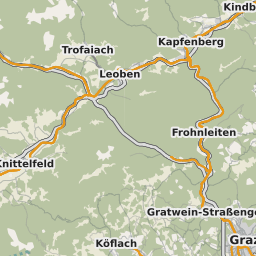 Kindb
Kapfenberg
Trofaiach
Leoben
Frohnleiten
Knittelfeld
Gratwein-Straßenge
Köflach
Graz